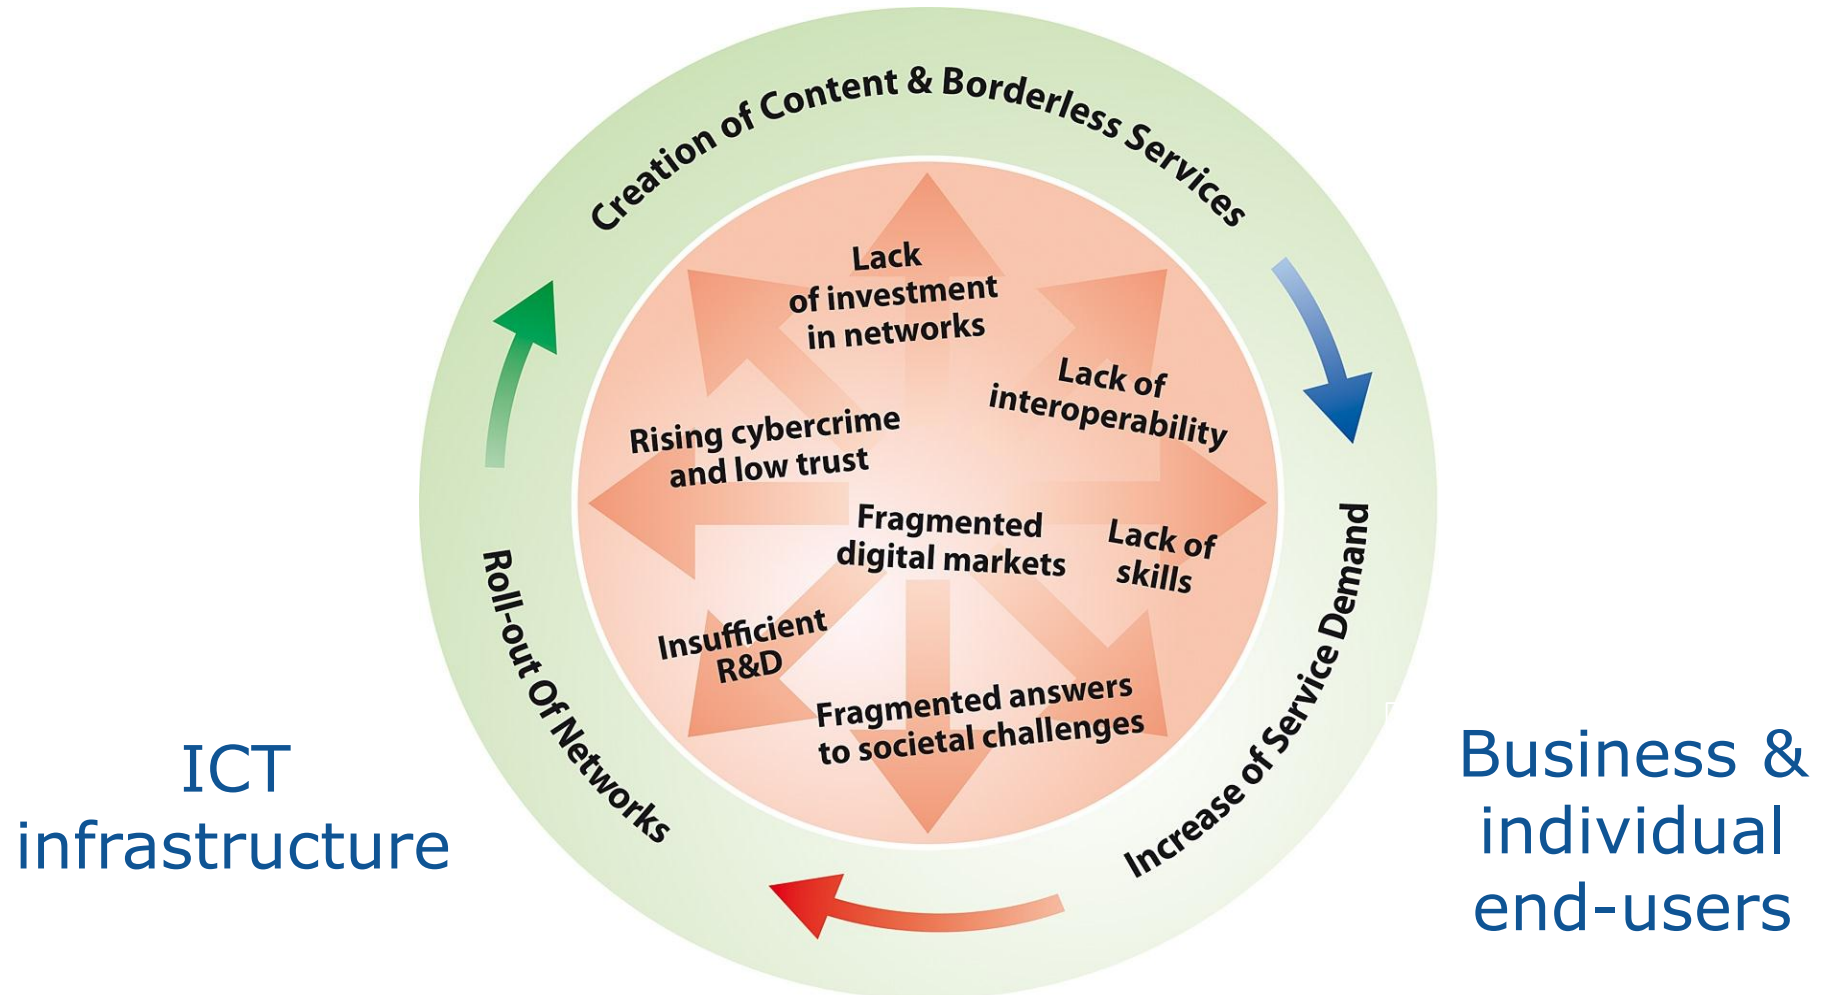 Creation of Content & Borderless Services
Lack
of investment
in networks
Lack of
interoperability
Rising cybercrime
and low trust
Fragmented
digital markets
Lack of
skills
Insufficient
R&D
Fragmented answers
to societal challenges
Increase of Service Demand
Roll-out Of Networks
ICT
infrastructure
Business &
individual
end-users